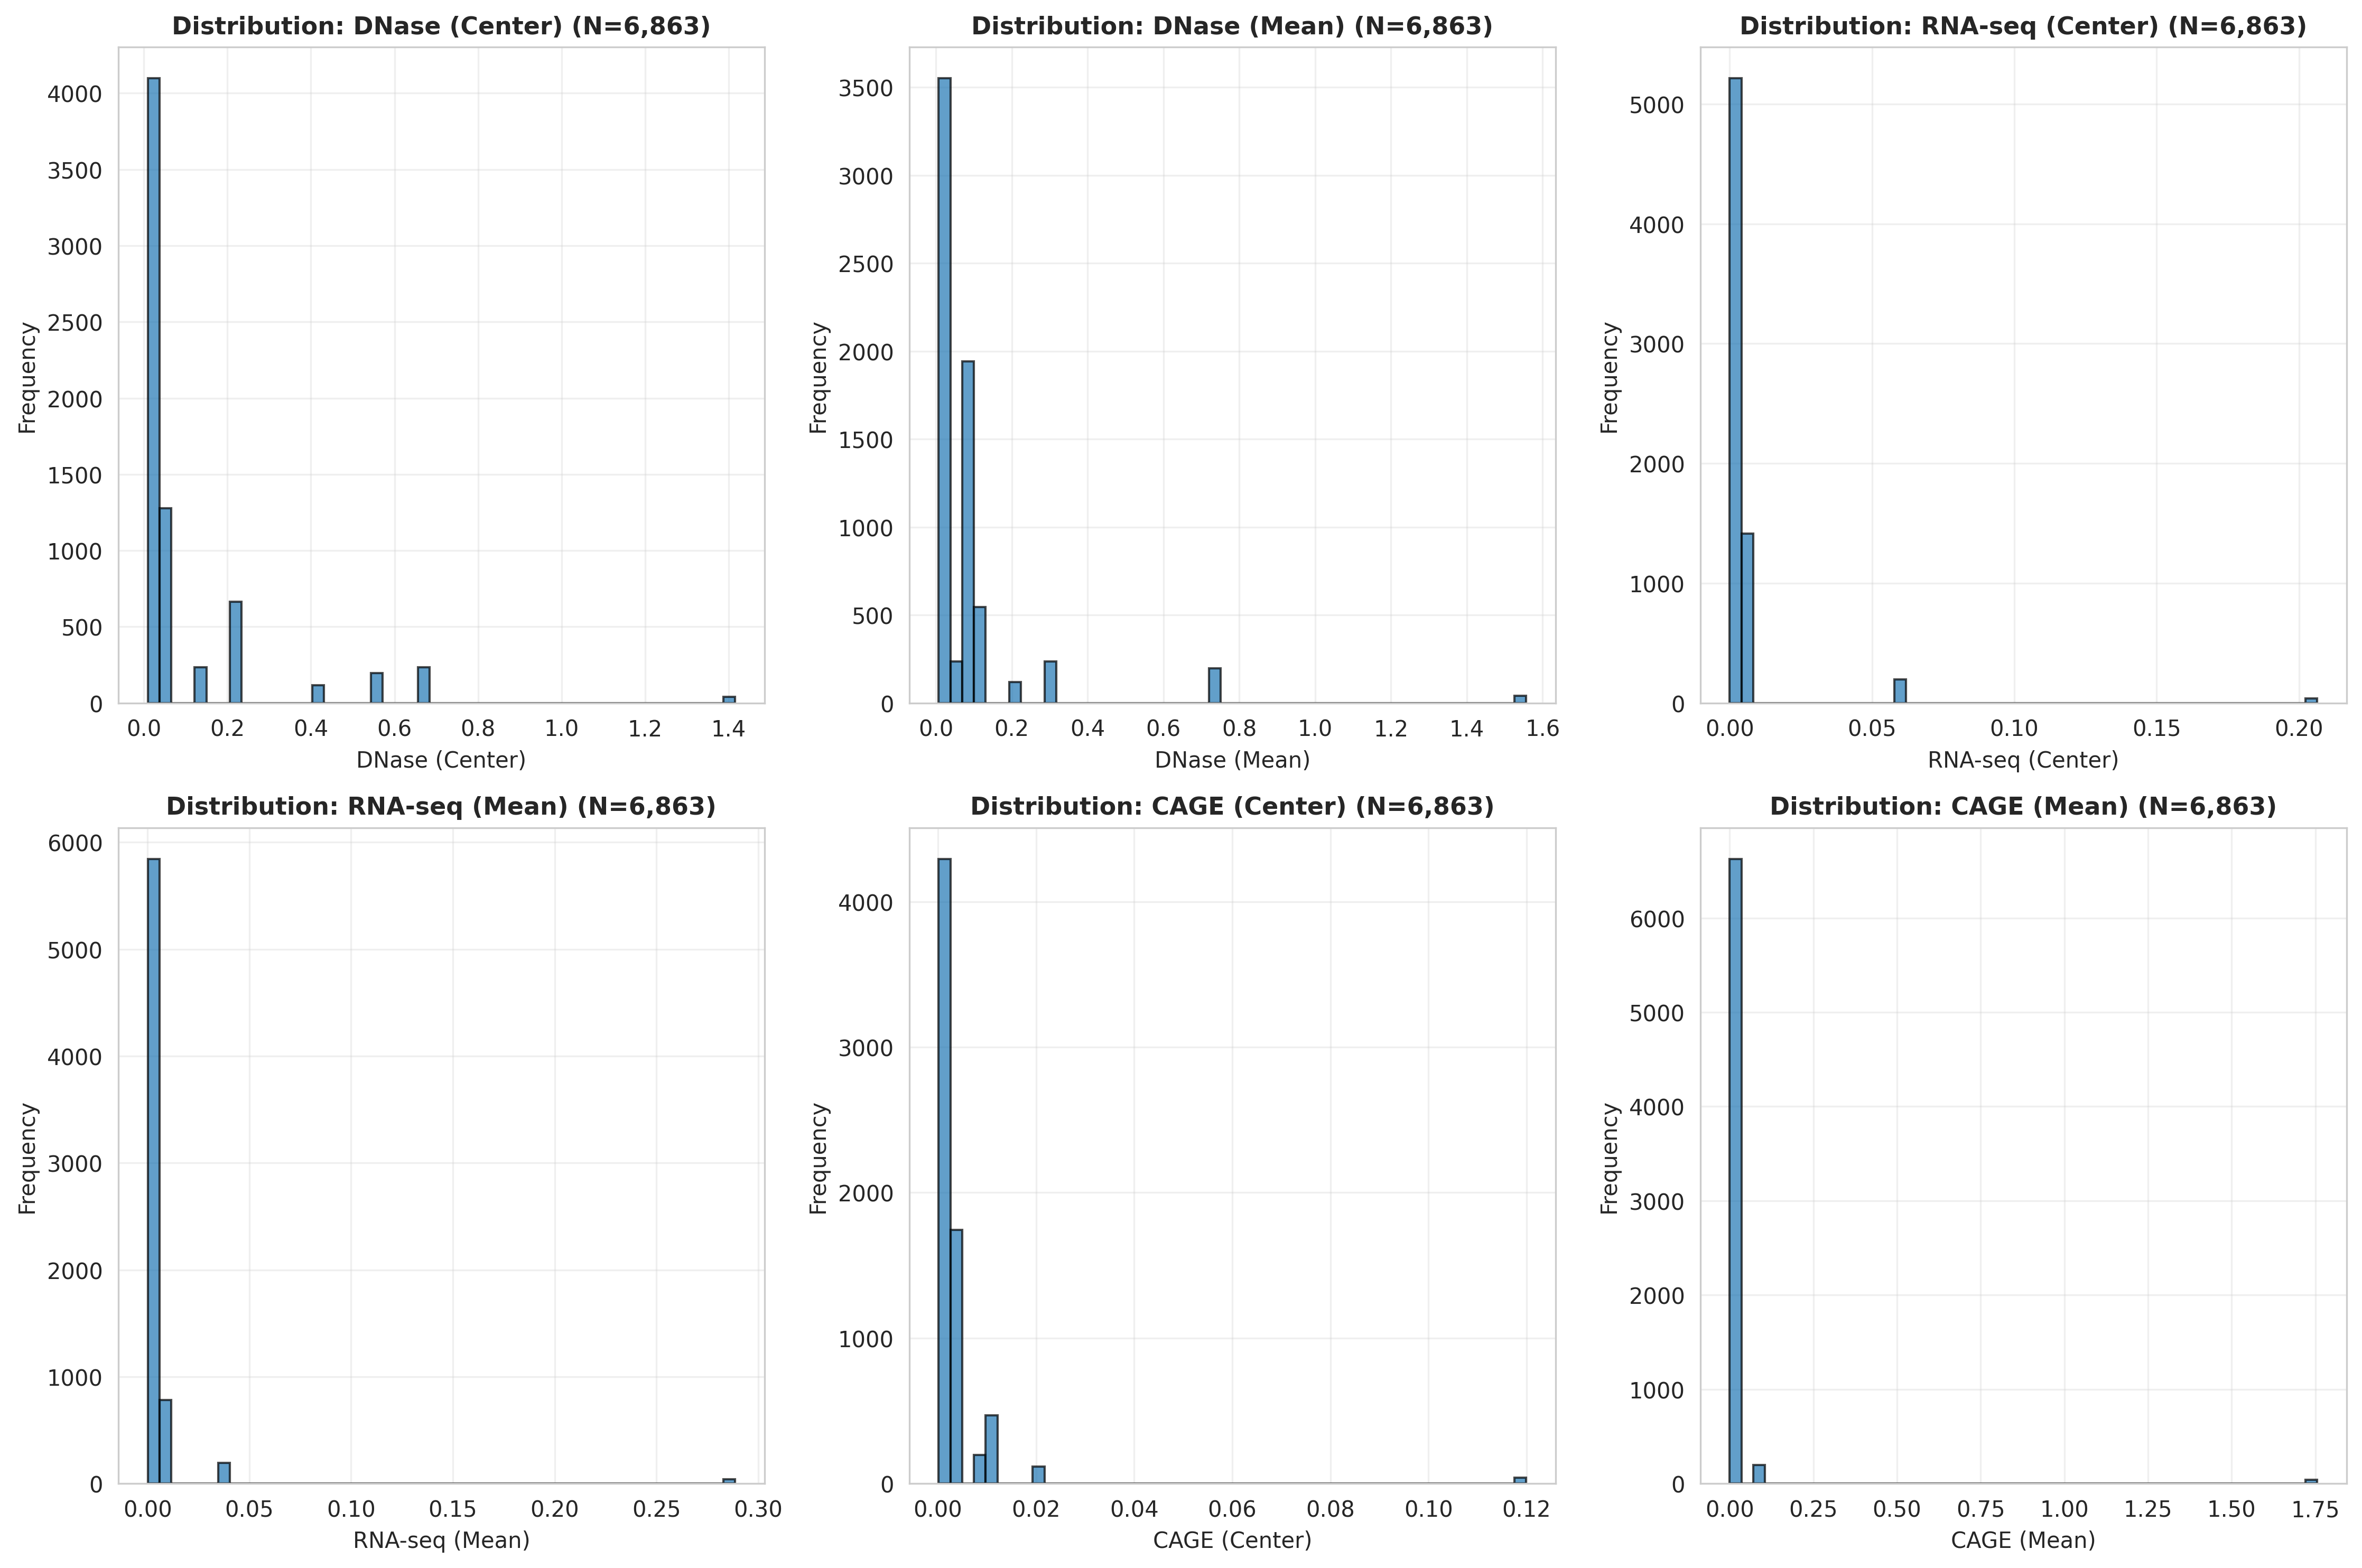 Distribution: DNase (Center) (N=6,863)
Frequency
4000
3500
3000
2500
2000
1500
1000
500
0
0.0 0.2 0.4 0.6 0.8 1.0 1.2 1.4
DNase (Center)
Distribution: DNase (Mean) (N=6,863)
Frequency
3500
3000
2500
2000
1500
1000
500
0
0.0 0.2 0.4 0.6 0.8 1.0 1.2 1.4 1.6
DNase (Mean)
Distribution: RNA-seq (Center) (N=6,863)
Frequency
5000
4000
3000
2000
1000
0
0.00 0.05 0.10 0.15 0.20
RNA-seq (Center)
Distribution: RNA-seq (Mean) (N=6,863)
Frequency
6000
5000
4000
3000
2000
1000
0
0.00 0.05 0.10 0.15 0.20 0.25 0.30
RNA-seq (Mean)
Distribution: CAGE (Center) (N=6,863)
Frequency
4000
3000
2000
1000
0
0.00 0.02 0.04 0.06 0.08 0.10 0.12
CAGE (Center)
Distribution: CAGE (Mean) (N=6,863)
Frequency
6000
5000
4000
3000
2000
1000
0
0.00 0.25 0.50 0.75 1.00 1.25 1.50 1.75
CAGE (Mean)